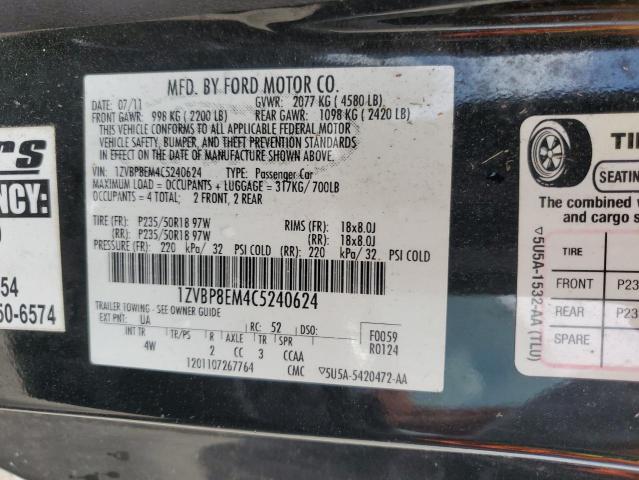 MFD. BY FORD MOTOR CO.
DATE: 07/11 GVWR: 2077 KG ( 4580 LB)
FRONT GAWR: 998 KG ( 2200 LB) REAR GAWR: 1098 KG ( 2420 LB)
THIS VEHICLE CONFORMS TO ALL APPLICABLE FEDERAL MOTOR
VEHICLE SAFETY, BUMPER, AND THEFT PREVENTION STANDARDS
IN EFFECT ON THE DATE OF MANUFACTURE SHOWN ABOVE.
VIN: 1ZVBP8EM4C5240624 TYPE: Passenger Car
MAXIMUM LOAD = OCCUPANTS + LUGGAGE = 317KG/700LB
OCCUPANTS = 4 TOTAL; 2 FRONT, 2 REAR
TIRE (FR): P235/50R18 97W RIMS (FR): 18x8.0J
(RR): P235/50R18 97W (RR): 18x8.0J
PRESSURE (FR): 220 kPa/ 32 PSI COLD (RR): 220 kPa/ 32 PSI COLD
1ZVBP8EM4C5240624
TRAILER TOWING - SEE OWNER GUIDE
EXT PNT: UA RC: 52 DSO: F0059
INT TR TP/PS R AXLE TR SPR R0124
4W 2 CC 3 CCAA
1201107267764 CMC ▽5U5A-5420472-AA
rs
NCY:
54
50-6574
TIR
SEATING
The combined w
and cargo s
TIRE
FRONT P23
REAR P23
SPARE
▽5U5A-1532-AA (TLU)